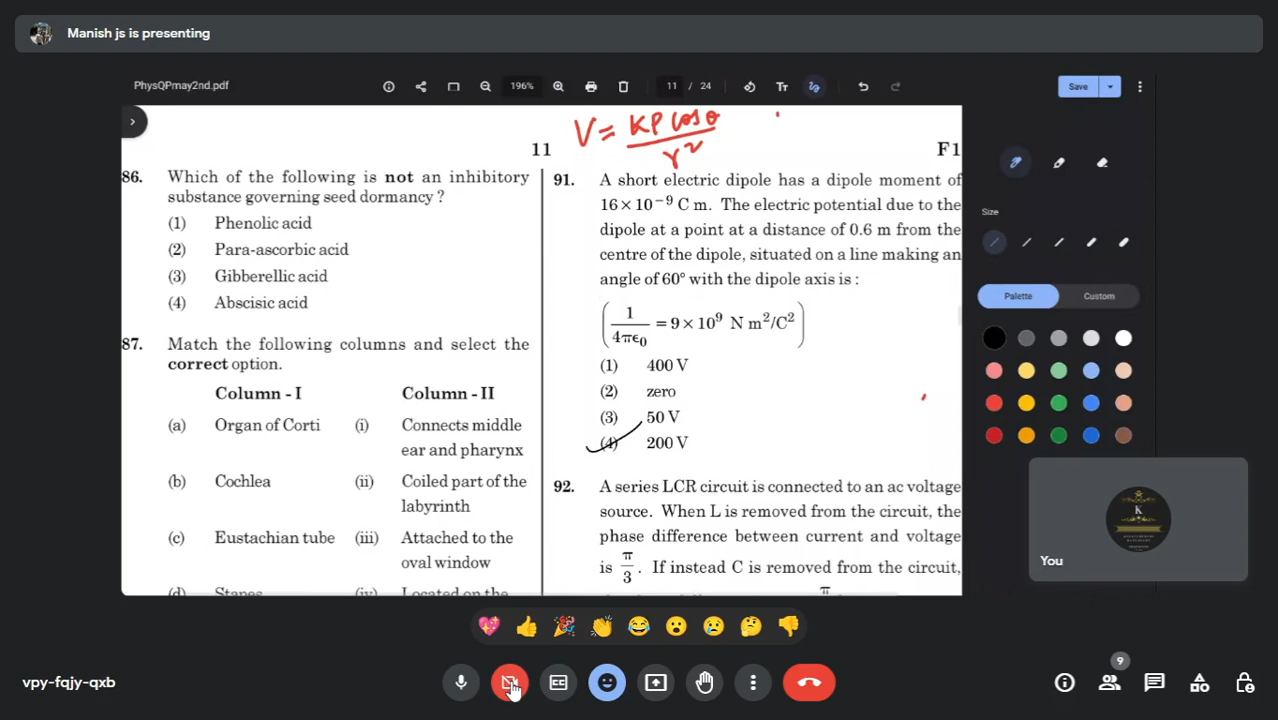 Manish js is presenting
PhysQPmay2nd.pdf
196%
11 / 24
Save
11
F1
V = KP cosθ
r²
86. Which of the following is not an inhibitory
substance governing seed dormancy ?
(1) Phenolic acid
(2) Para-ascorbic acid
(3) Gibberellic acid
(4) Abscisic acid
87. Match the following columns and select the
correct option.
Column - I Column - II
(a) Organ of Corti (i) Connects middle
ear and pharynx
(b) Cochlea (ii) Coiled part of the
labyrinth
(c) Eustachian tube (iii) Attached to the
oval window
(d) Stapes (iv) Located on the
91. A short electric dipole has a dipole moment of
16 × 10⁻⁹ C m. The electric potential due to the
dipole at a point at a distance of 0.6 m from the
centre of the dipole, situated on a line making an
angle of 60° with the dipole axis is :
(1/4πϵ₀ = 9 × 10⁹ N m²/C²)
(1) 400 V
(2) zero
(3) 50 V
(4) 200 V
92. A series LCR circuit is connected to an ac voltage
source. When L is removed from the circuit, the
phase difference between current and voltage
is π/3. If instead C is removed from the circuit,
π
Size
Palette Custom
K
You
vpy-fqjy-qxb
9